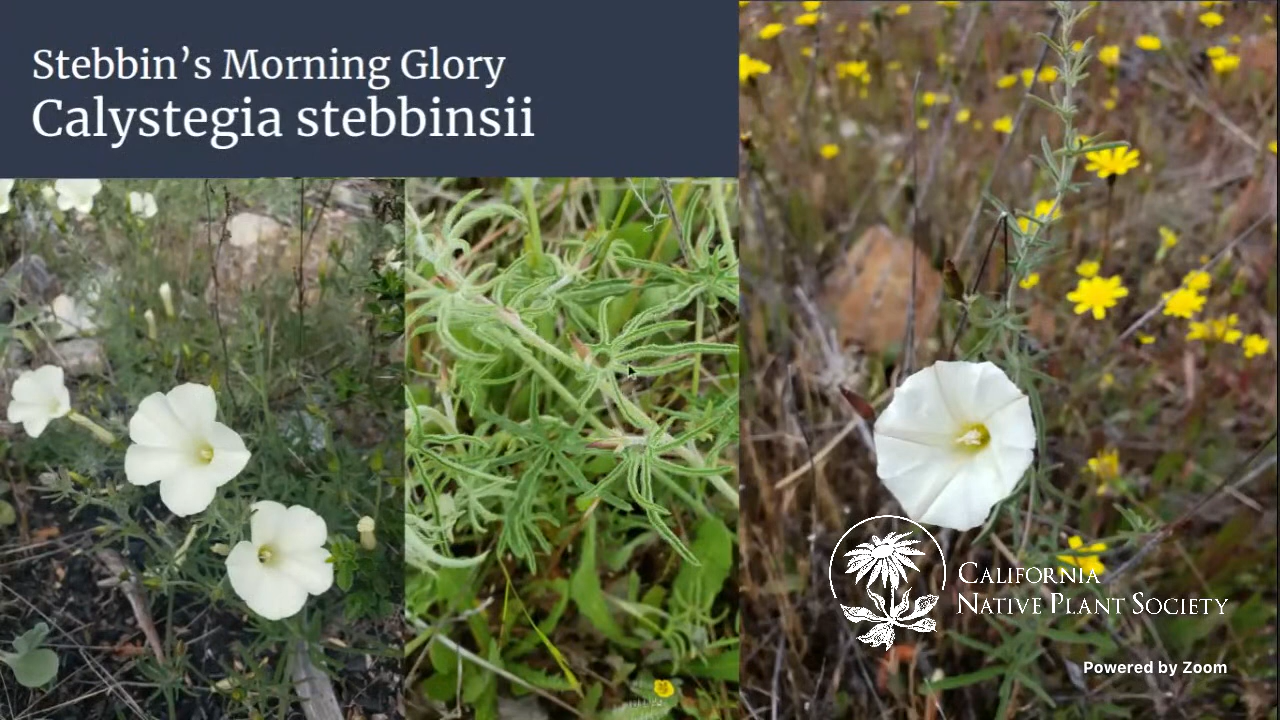 Stebbin’s Morning Glory
Calystegia stebbinsii
California
Native Plant Society
Powered by Zoom